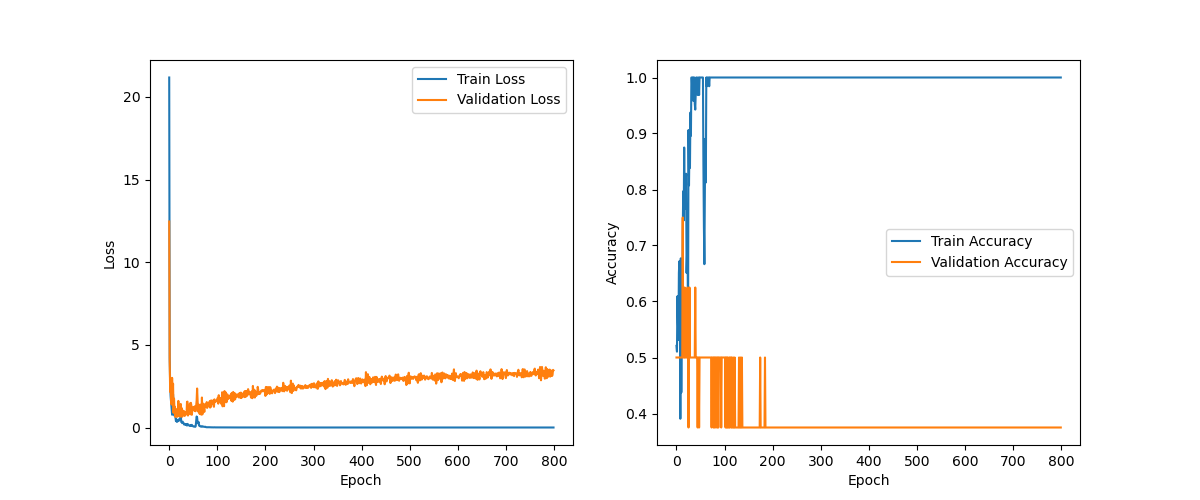 Train Loss
Validation Loss
20
15
10
5
0
Loss
0 100 200 300 400 500 600 700 800
Epoch
1.0
0.9
0.8
0.7
0.6
0.5
0.4
Accuracy
Train Accuracy
Validation Accuracy
0 100 200 300 400 500 600 700 800
Epoch